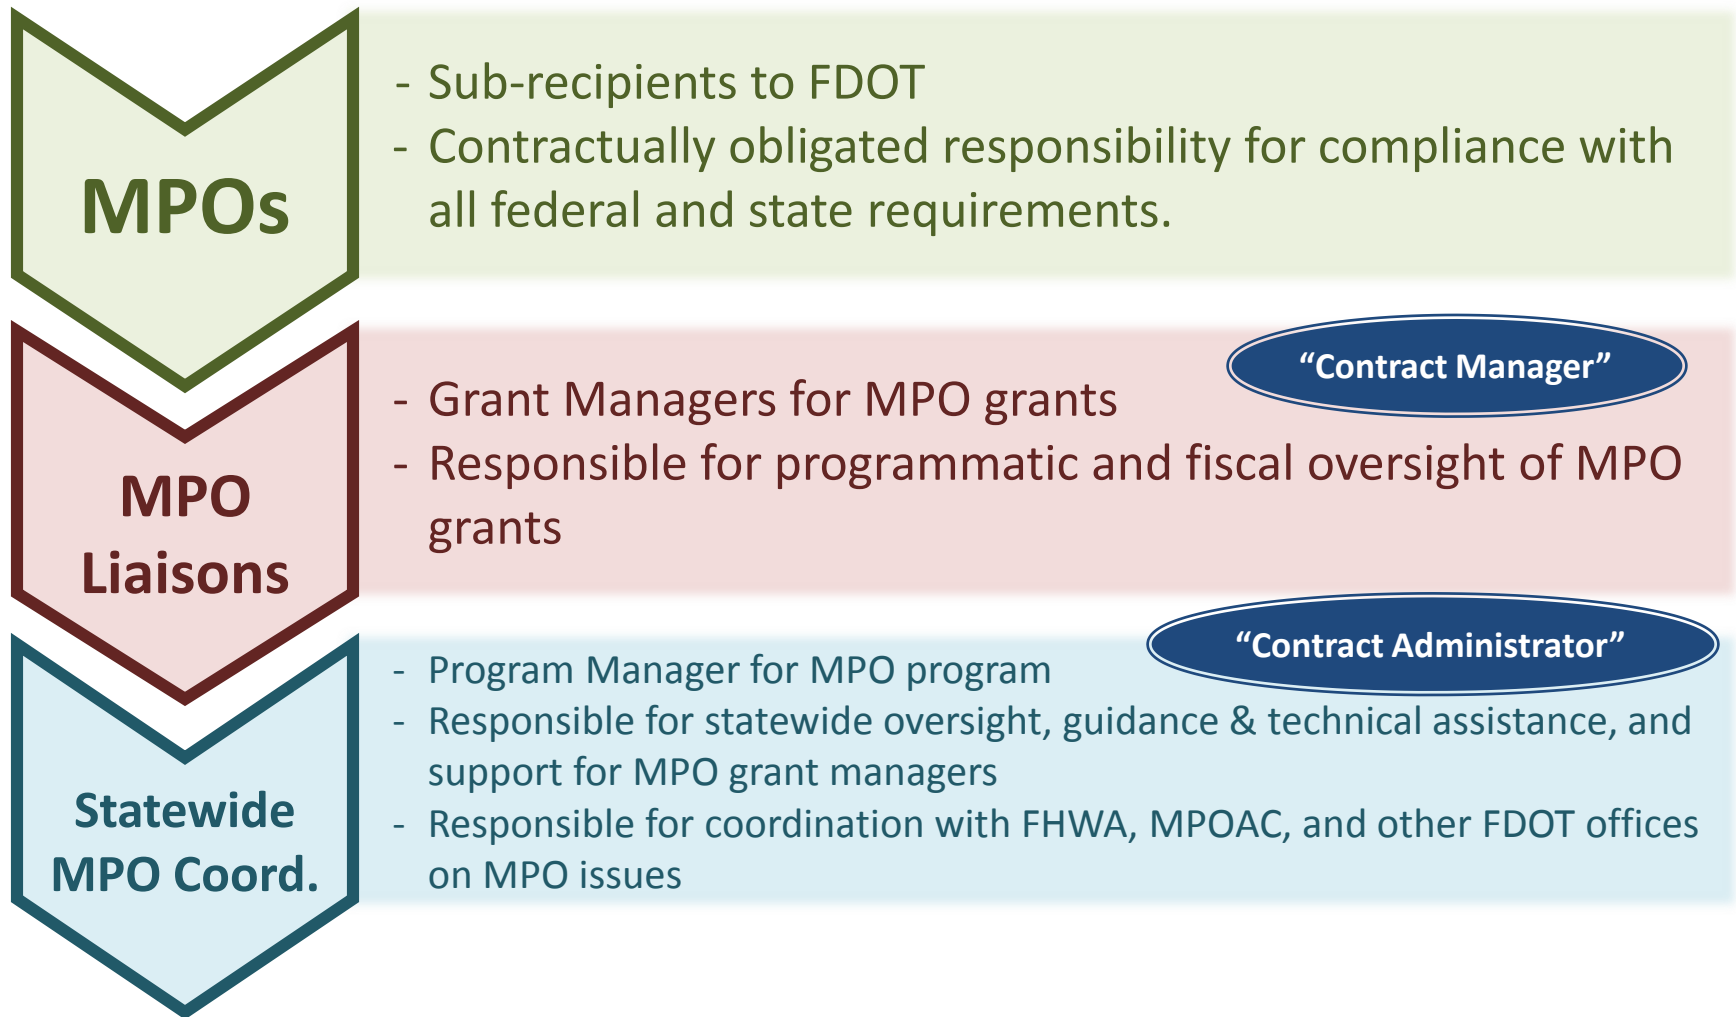 MPOs
- Sub-recipients to FDOT
- Contractually obligated responsibility for compliance with
all federal and state requirements.
MPO
Liaisons
“Contract Manager”
- Grant Managers for MPO grants
- Responsible for programmatic and fiscal oversight of MPO
grants
Statewide
MPO Coord.
“Contract Administrator”
- Program Manager for MPO program
- Responsible for statewide oversight, guidance & technical assistance, and
support for MPO grant managers
- Responsible for coordination with FHWA, MPOAC, and other FDOT offices
on MPO issues